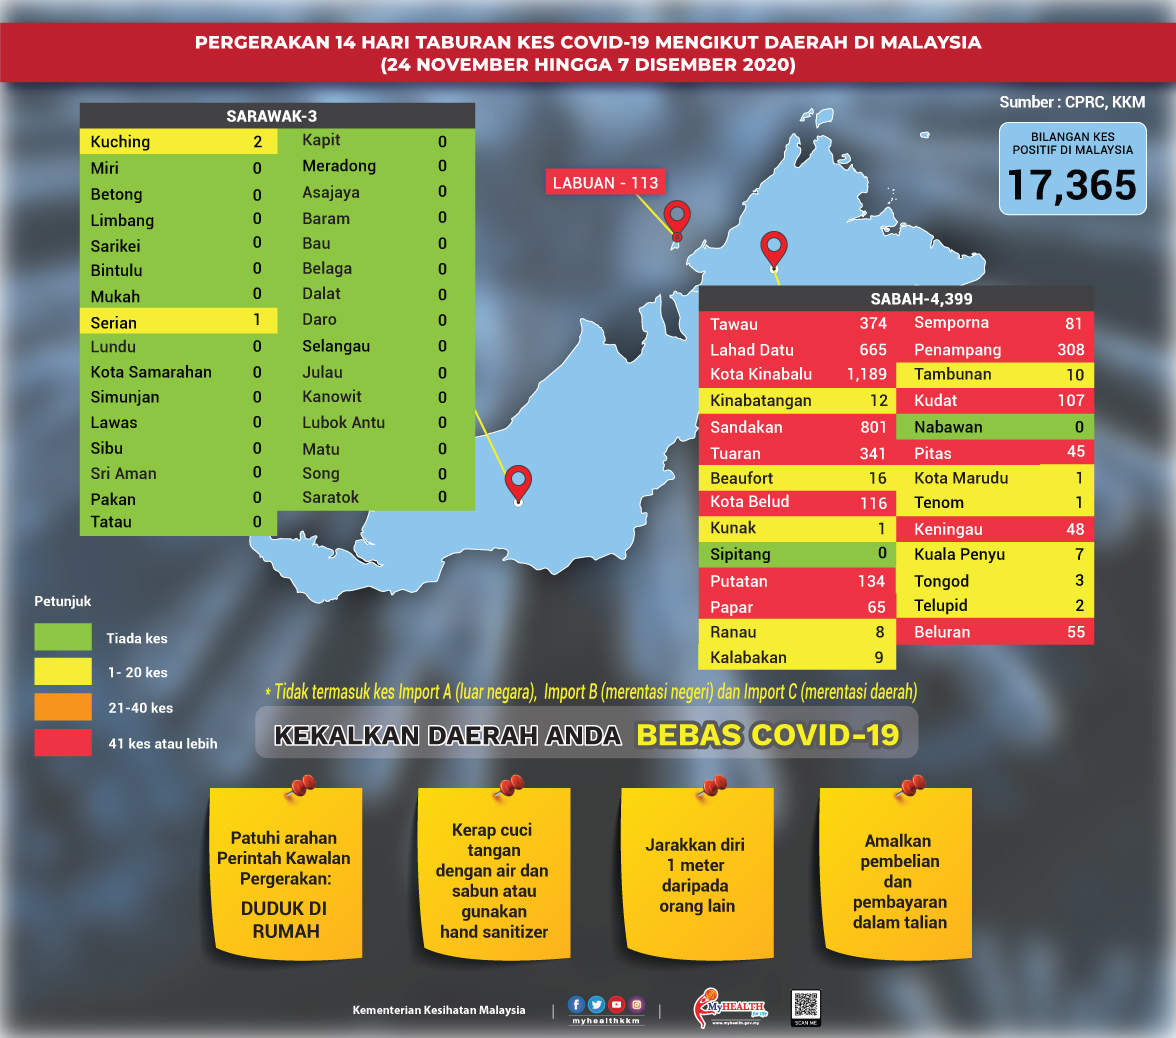 PERGERAKAN 14 HARI TABURAN KES COVID-19 MENGIKUT DAERAH DI MALAYSIA
(24 NOVEMBER HINGGA 7 DISEMBER 2020)
Sumber : CPRC, KKM
BILANGAN KES
POSITIF DI MALAYSIA
17,365
SARAWAK-3
Kuching 2
Miri 0
Betong 0
Limbang 0
Sarikei 0
Bintulu 0
Mukah 0
Serian 1
Lundu 0
Kota Samarahan 0
Simunjan 0
Lawas 0
Sibu 0
Sri Aman 0
Pakan 0
Tatau 0
Kapit 0
Meradong 0
Asajaya 0
Baram 0
Bau 0
Belaga 0
Dalat 0
Daro 0
Selangau 0
Julau 0
Kanowit 0
Lubok Antu 0
Matu 0
Song 0
Saratok 0
LABUAN - 113
SABAH-4,399
Tawau 374
Lahad Datu 665
Kota Kinabalu 1,189
Kinabatangan 12
Sandakan 801
Tuaran 341
Beaufort 16
Kota Belud 116
Kunak 1
Sipitang 0
Putatan 134
Papar 65
Ranau 8
Kalabakan 9
Semporna 81
Penampang 308
Tambunan 10
Kudat 107
Nabawan 0
Pitas 45
Kota Marudu 1
Tenom 1
Keningau 48
Kuala Penyu 7
Tongod 3
Telupid 2
Beluran 55
Petunjuk
Tiada kes
1- 20 kes
21-40 kes
41 kes atau lebih
* Tidak termasuk kes Import A (luar negara), Import B (merentasi negeri) dan Import C (merentasi daerah)
KEKALKAN DAERAH ANDA BEBAS COVID-19
Patuhi arahan
Perintah Kawalan
Pergerakan:
DUDUK DI
RUMAH
Kerap cuci
tangan
dengan air dan
sabun atau
gunakan
hand sanitizer
Jarakkan diri
1 meter
daripada
orang lain
Amalkan
pembelian
dan
pembayaran
dalam talian
Kementerian Kesihatan Malaysia
myhealthkkm
MyHEALTH
for life
www.myhealth.gov.my
SCAN ME